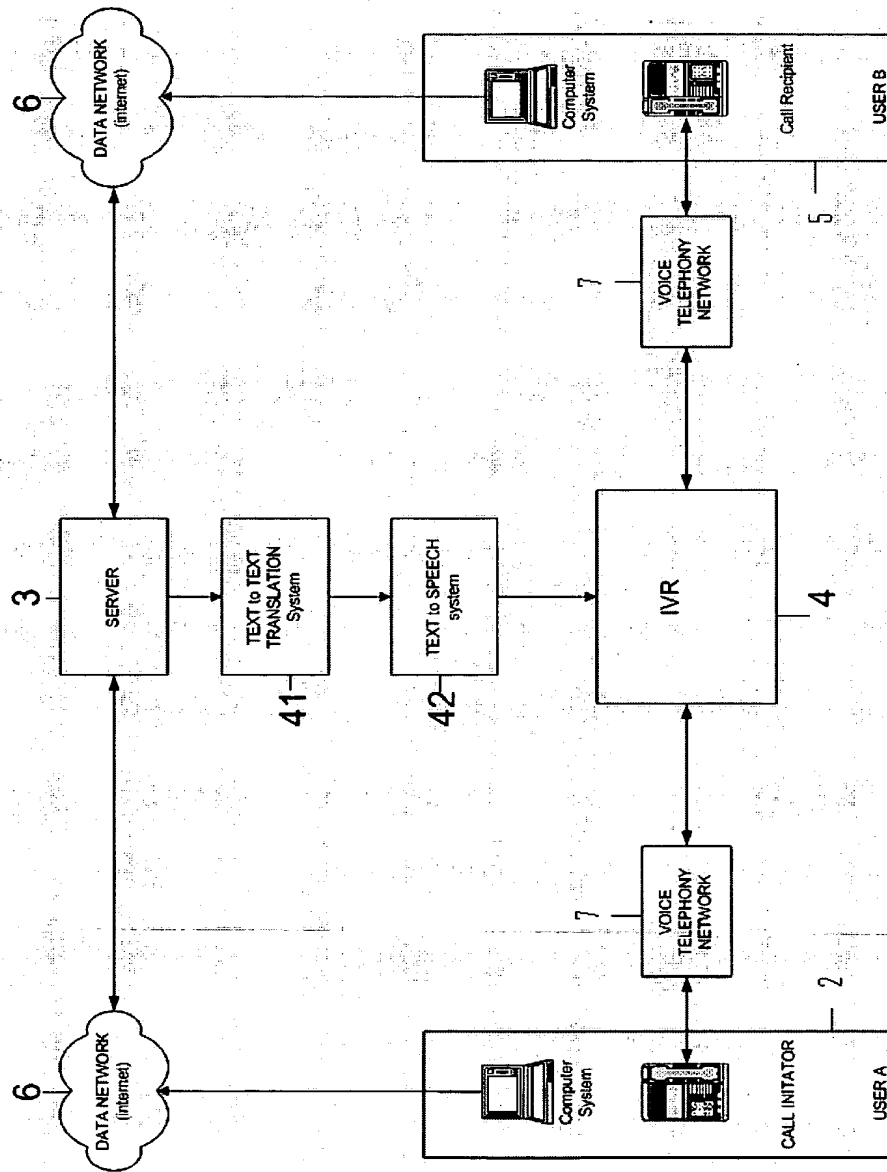 6
DATA NETWORK
(internet)
3
SERVER
6
DATA NETWORK
(internet)
41
TEXT to TEXT
TRANSLATION
System
42
TEXT to SPEECH
system
7
VOICE
TELEPHONY
NETWORK
IVR
4
7
VOICE
TELEPHONY
NETWORK
2
Computer
System
CALL INITATOR
USER A
5
Computer
System
Call Recipient
USER B